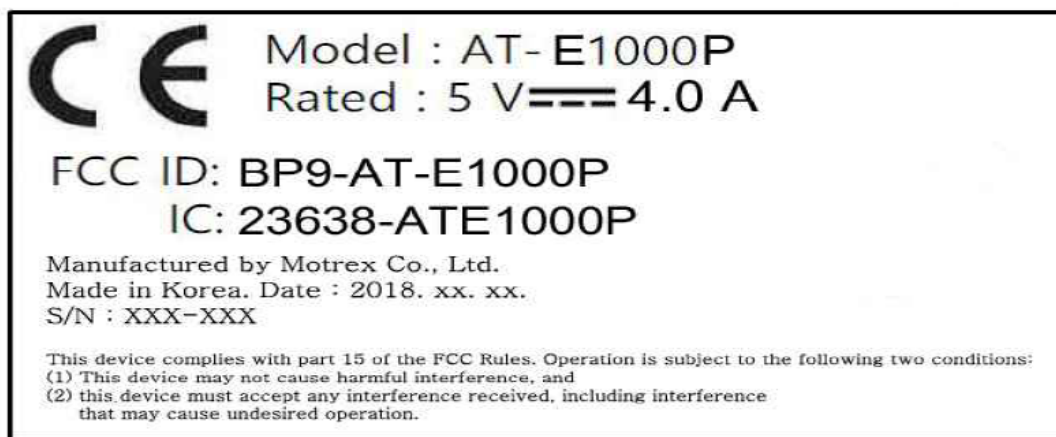 CE Model : AT- E1000P
Rated : 5 V⎓4.0 A
FCC ID: BP9-AT-E1000P
IC: 23638-ATE1000P
Manufactured by Motrex Co., Ltd.
Made in Korea. Date : 2018. xx. xx.
S/N : XXX-XXX
This device complies with part 15 of the FCC Rules. Operation is subject to the following two conditions:
(1) This device may not cause harmful interference, and
(2) this device must accept any interference received, including interference
that may cause undesired operation.